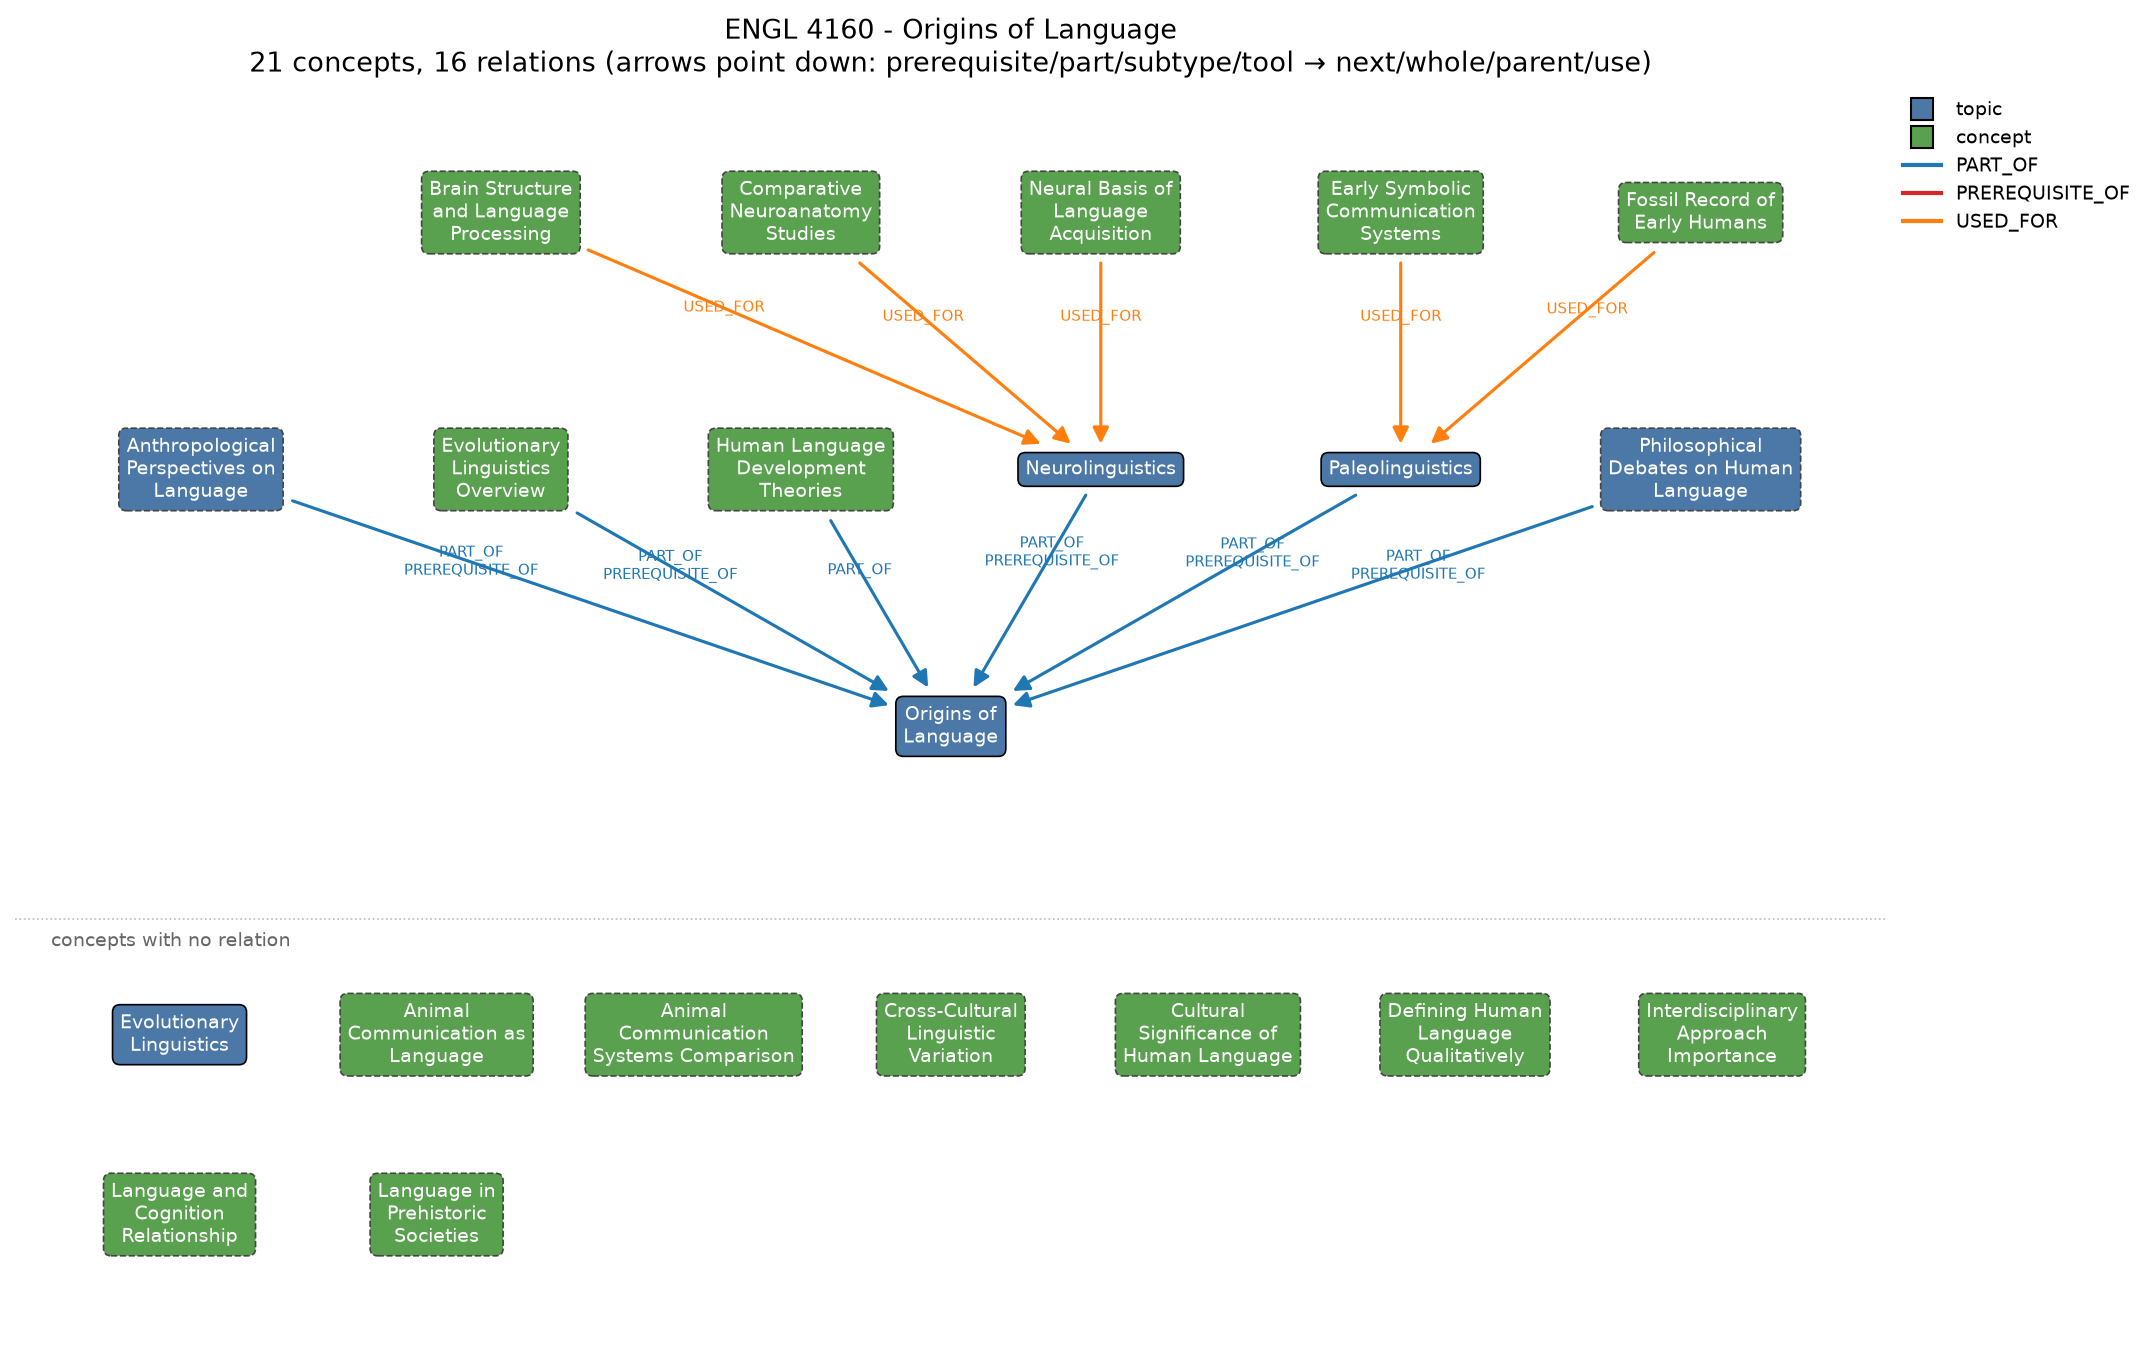 ENGL 4160 - Origins of Language
21 concepts, 16 relations (arrows point down: prerequisite/part/subtype/tool → next/whole/parent/use)
topic
concept
PART_OF
PREREQUISITE_OF
USED_FOR
Brain Structure
and Language
Processing
Comparative
Neuroanatomy
Studies
Neural Basis of
Language
Acquisition
Early Symbolic
Communication
Systems
Fossil Record of
Early Humans
USED_FOR
USED_FOR
USED_FOR
USED_FOR
USED_FOR
Anthropological
Perspectives on
Language
Evolutionary
Linguistics
Overview
Human Language
Development
Theories
Neurolinguistics
Paleolinguistics
Philosophical
Debates on Human
Language
PART_OF
PREREQUISITE_OF
PART_OF
PREREQUISITE_OF
PART_OF
PART_OF
PREREQUISITE_OF
PART_OF
PREREQUISITE_OF
PART_OF
PREREQUISITE_OF
Origins of
Language
concepts with no relation
Evolutionary
Linguistics
Animal
Communication as
Language
Animal
Communication
Systems Comparison
Cross-Cultural
Linguistic
Variation
Cultural
Significance of
Human Language
Defining Human
Language
Qualitatively
Interdisciplinary
Approach
Importance
Language and
Cognition
Relationship
Language in
Prehistoric
Societies